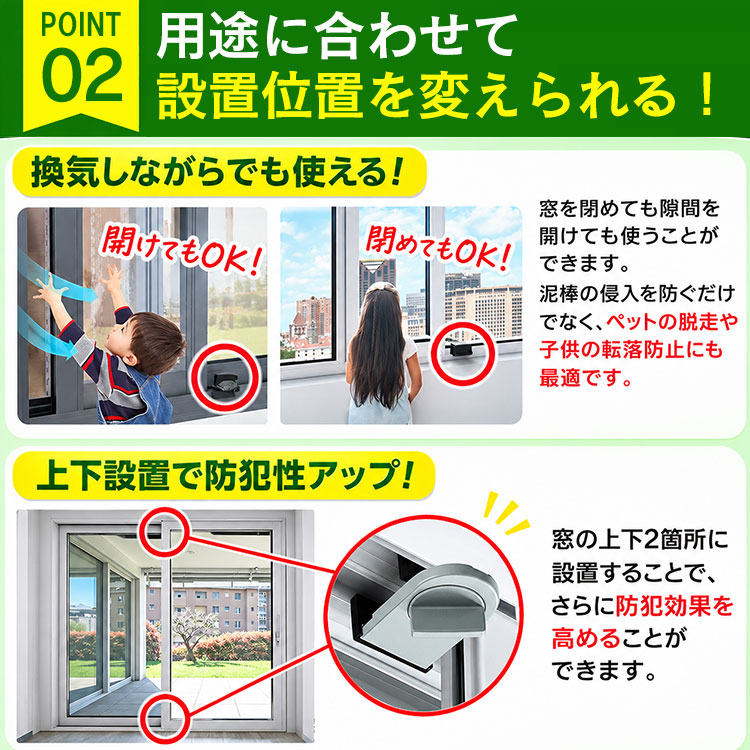 POINT
02
用途に合わせて
設置位置を変えられる！
換気しながらでも使える！
開けてもOK！
閉めてもOK！
窓を閉めても隙間を
開けても使うことが
できます。
泥棒の侵入を防ぐだけ
でなく、ペットの脱走や
子供の転落防止にも
最適です。
上下設置で防犯性アップ！
窓の上下2箇所に
設置することで、
さらに防犯効果を
高めることが
できます。